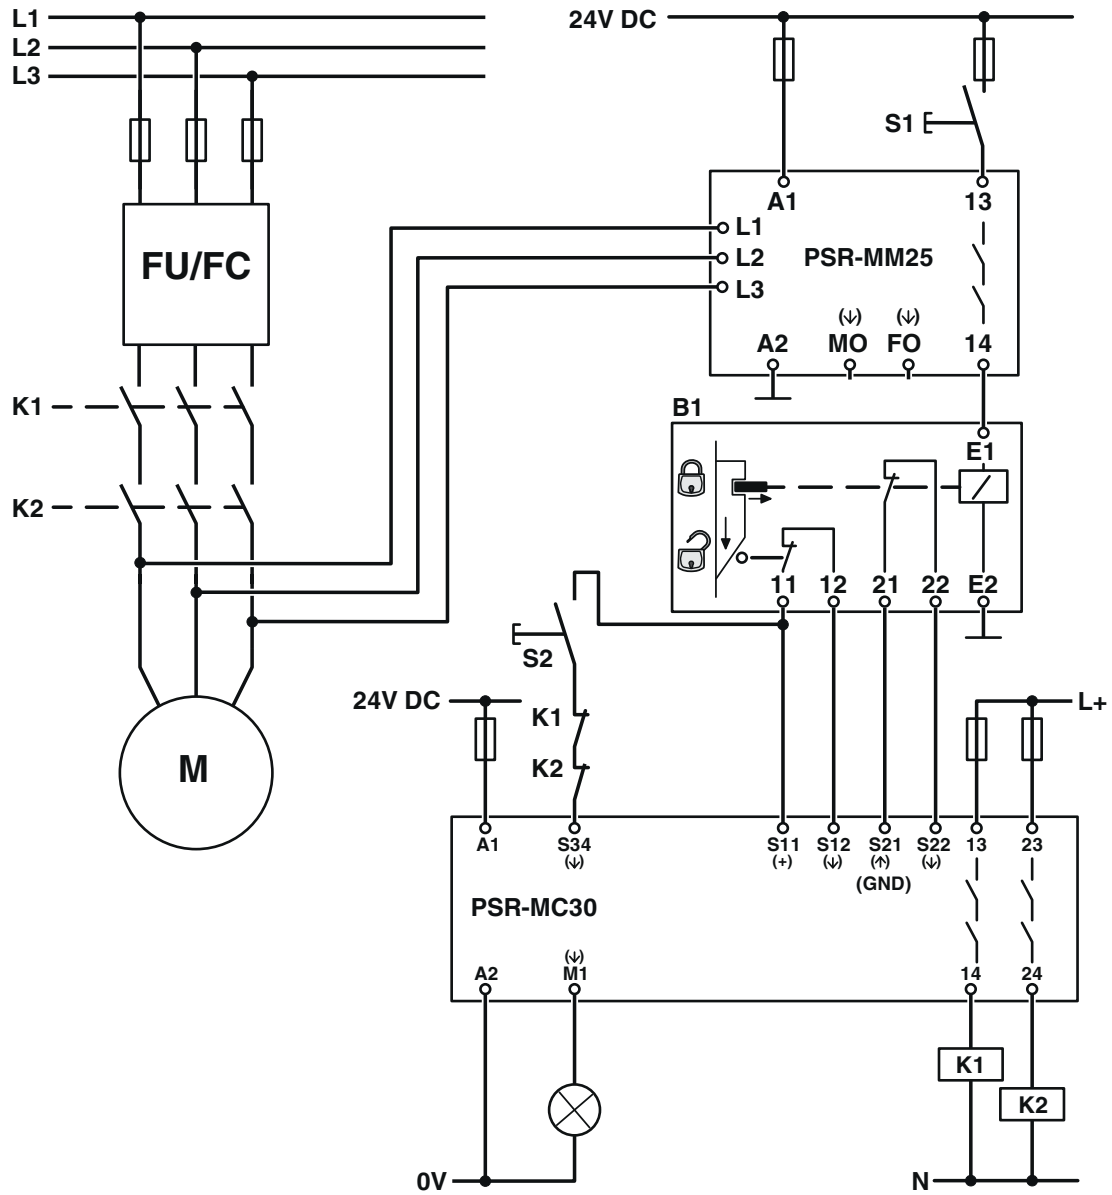 L1
24V DC
L2
L3
S1
A1
13
L1
FU/FC
L2
PSR-MM25
L3
A2
MO
FO
14
K1
B1
E1
K2
11
12
21
22
E2
S2
24V DC
K1
L+
M
K2
A1
S34
S11
S12
S21
S22
13
23
(+)
(GND)
PSR-MC30
A2
M1
14
24
K1
K2
0V
N